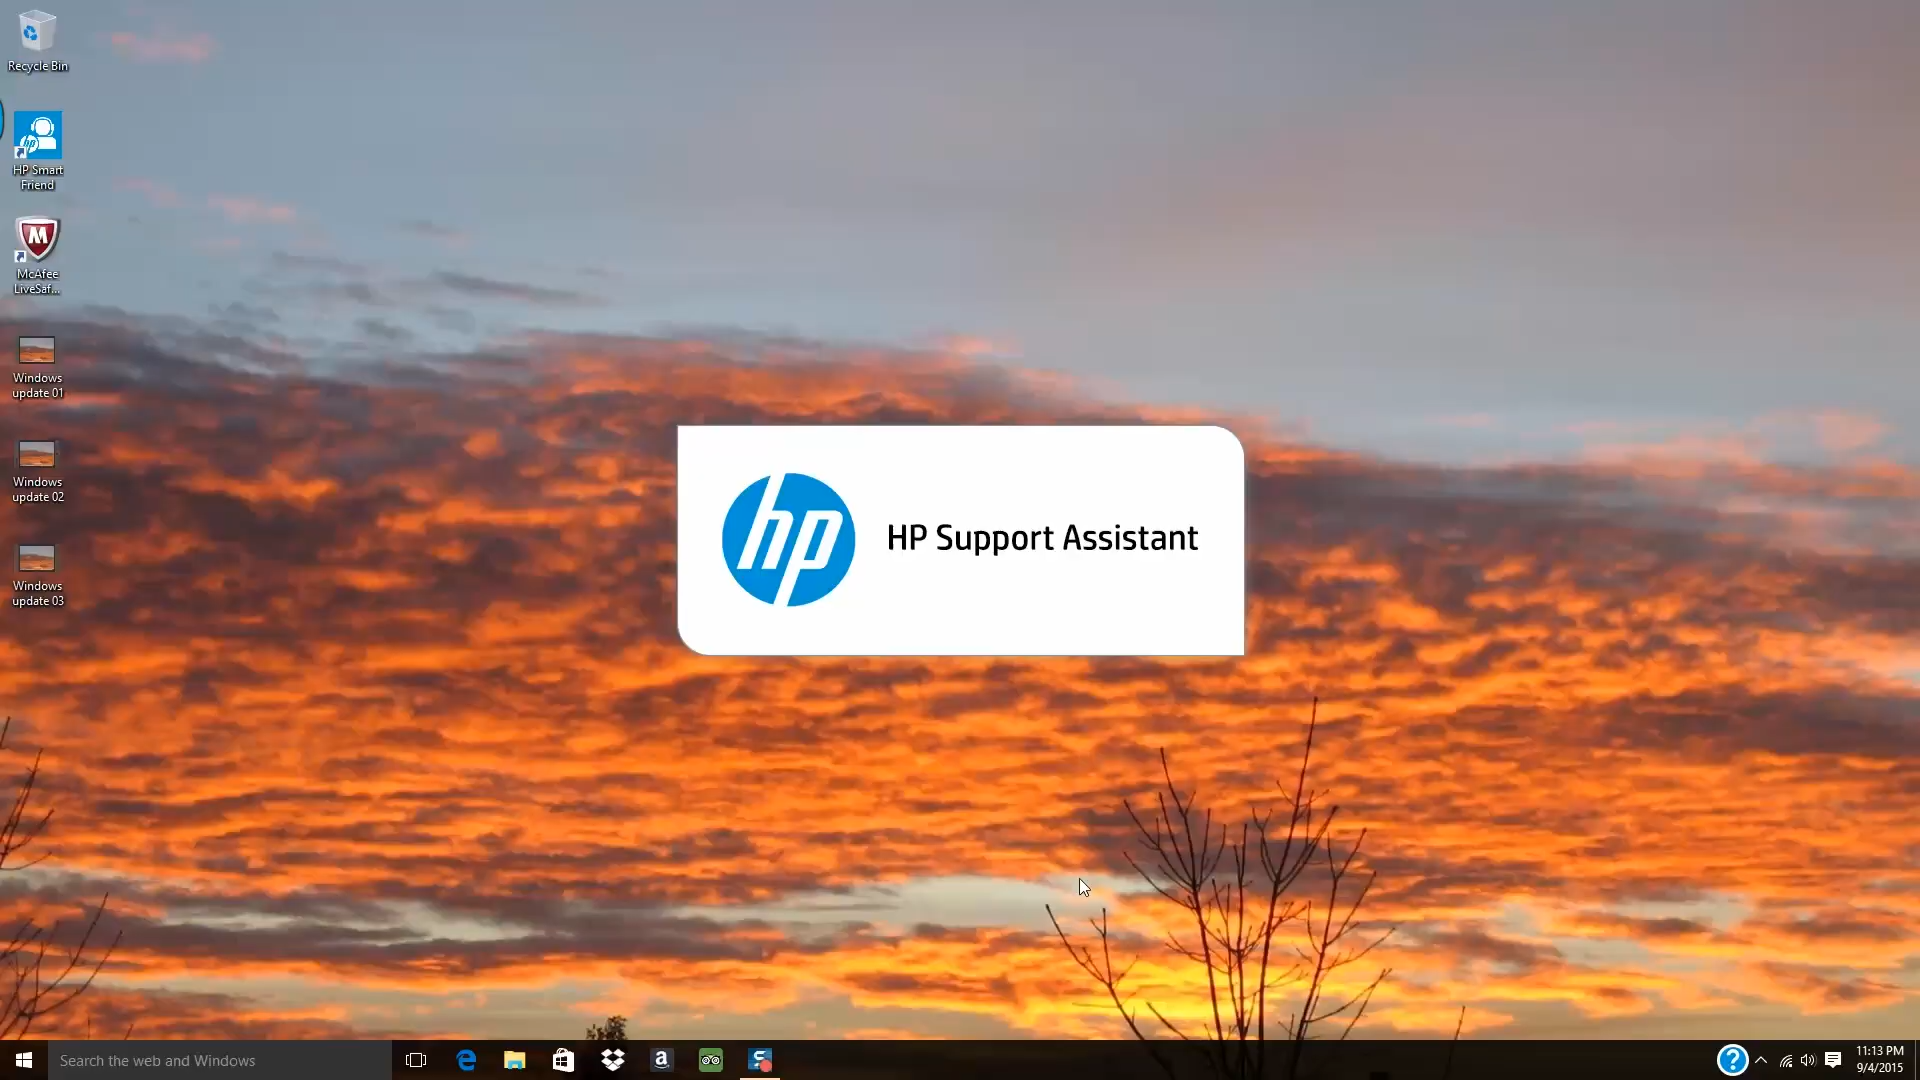 Recycle Bin
HP Smart
Friend
McAfee
LiveSaf...
Windows
update 01
Windows
update 02
Windows
update 03
hp
HP Support Assistant
Search the web and Windows
11:13 PM
9/4/2015